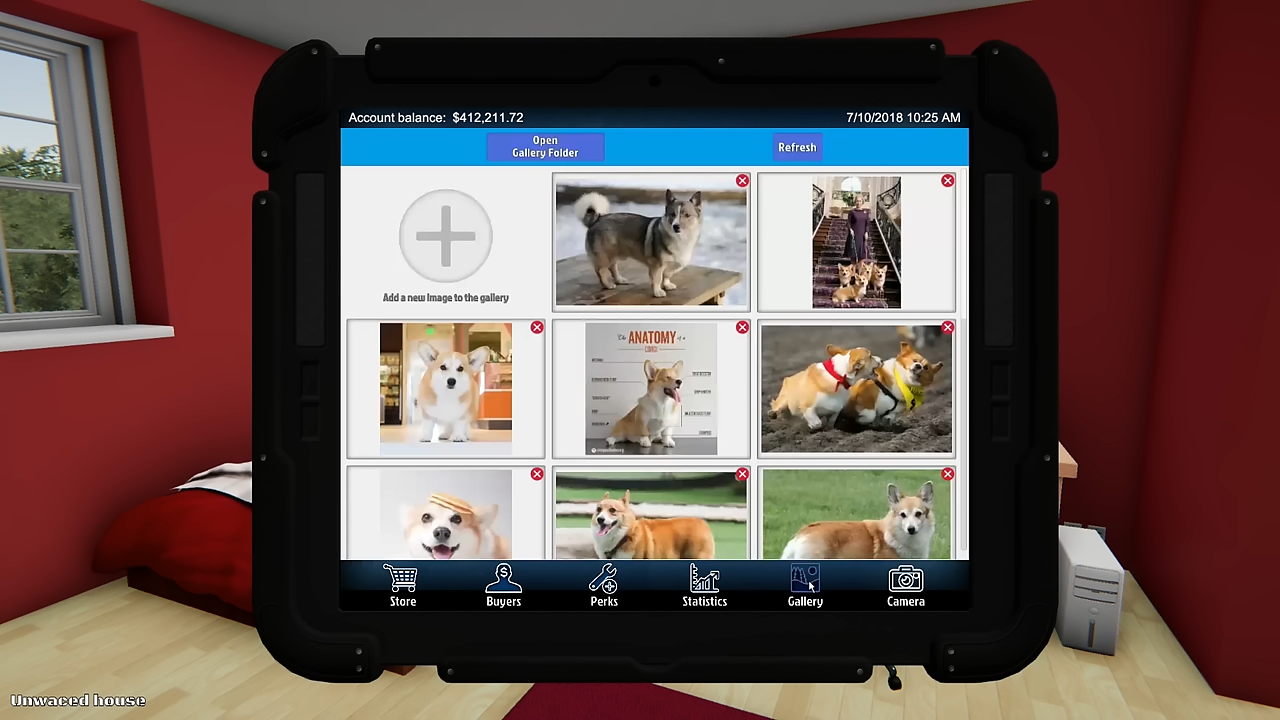 Account balance: $412,211.72
7/10/2018 10:25 AM
Open
Gallery Folder
Refresh
Add a new image to the gallery
The ANATOMY of a
CORGI
Store
Buyers
Perks
Statistics
Gallery
Camera
Unwaced house